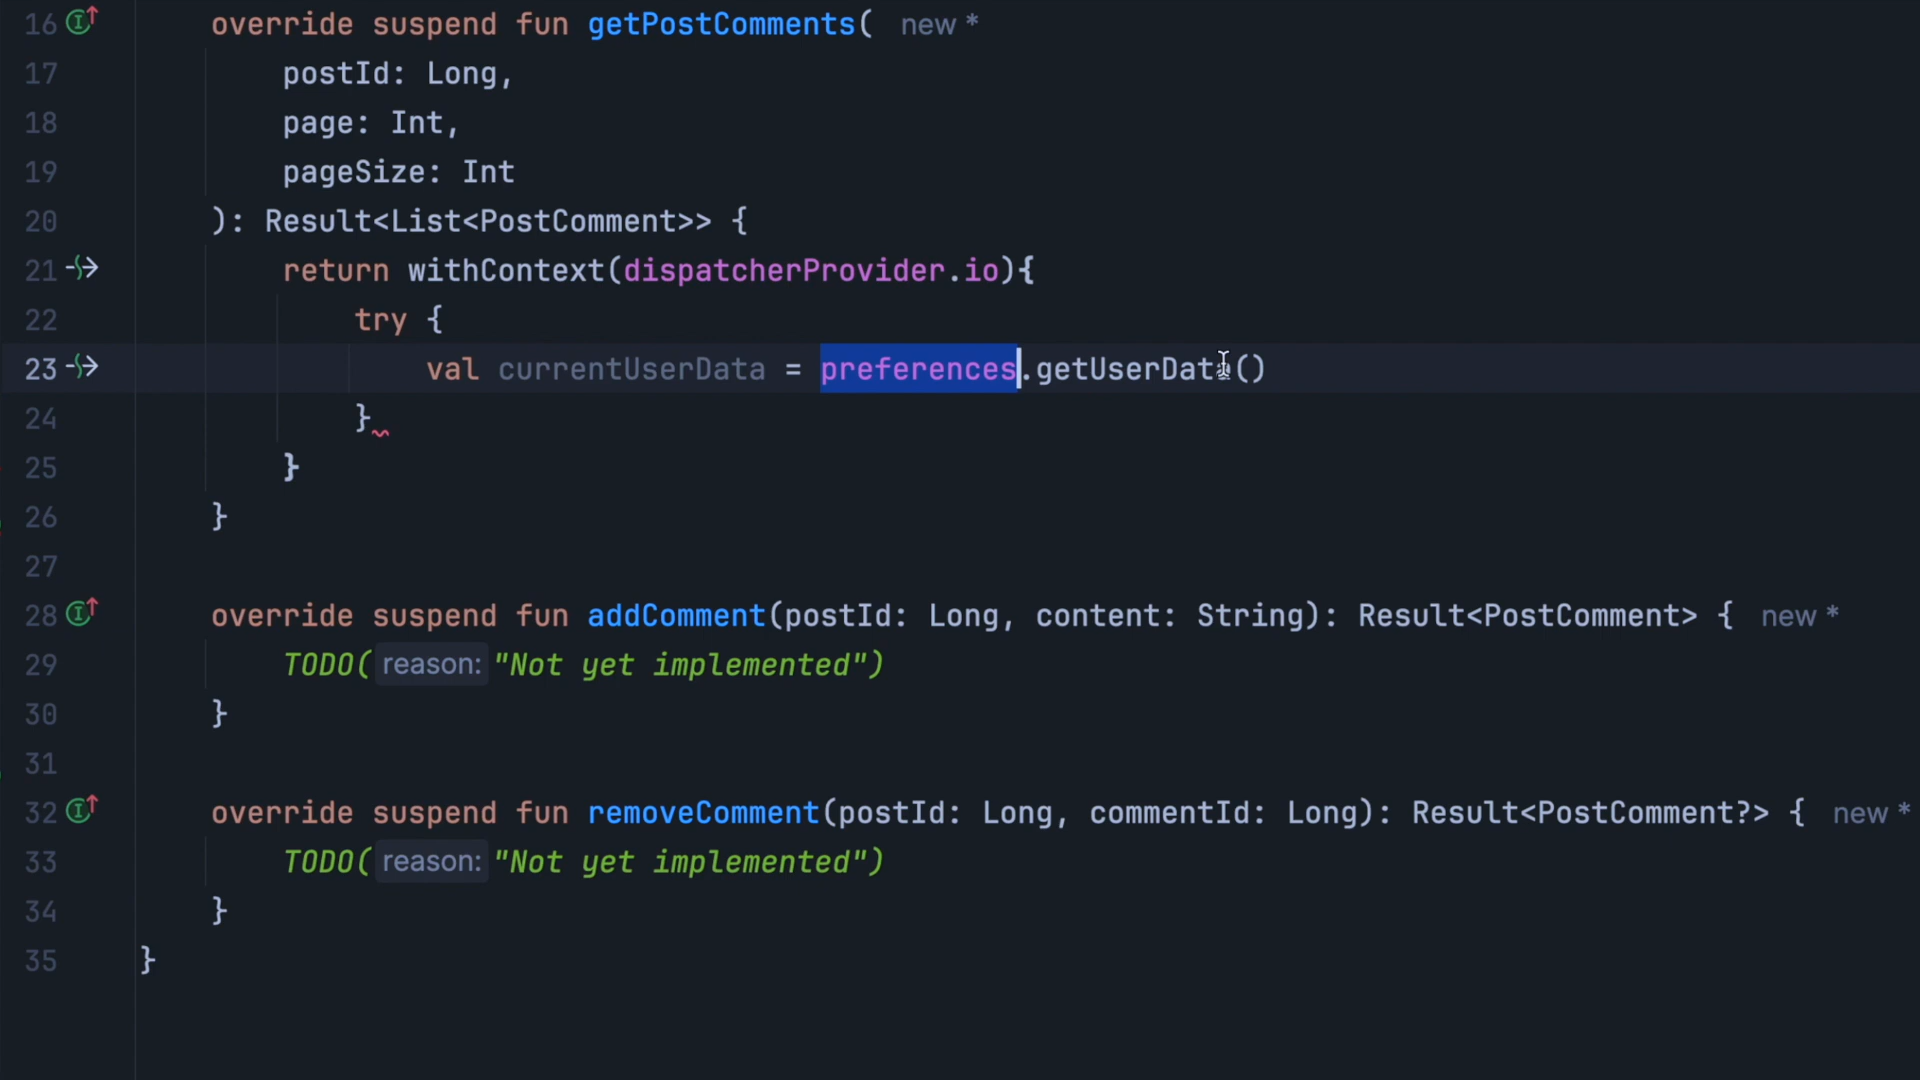 16 override suspend fun getPostComments( new *
17 postId: Long,
18 page: Int,
19 pageSize: Int
20 ): Result<List<PostComment>> {
21 return withContext(dispatcherProvider.io){
22 try {
23 val currentUserData = preferences.getUserData()
24 }
25 }
26 }
27
28 override suspend fun addComment(postId: Long, content: String): Result<PostComment> { new *
29 TODO( reason: "Not yet implemented")
30 }
31
32 override suspend fun removeComment(postId: Long, commentId: Long): Result<PostComment?> { new *
33 TODO( reason: "Not yet implemented")
34 }
35 }